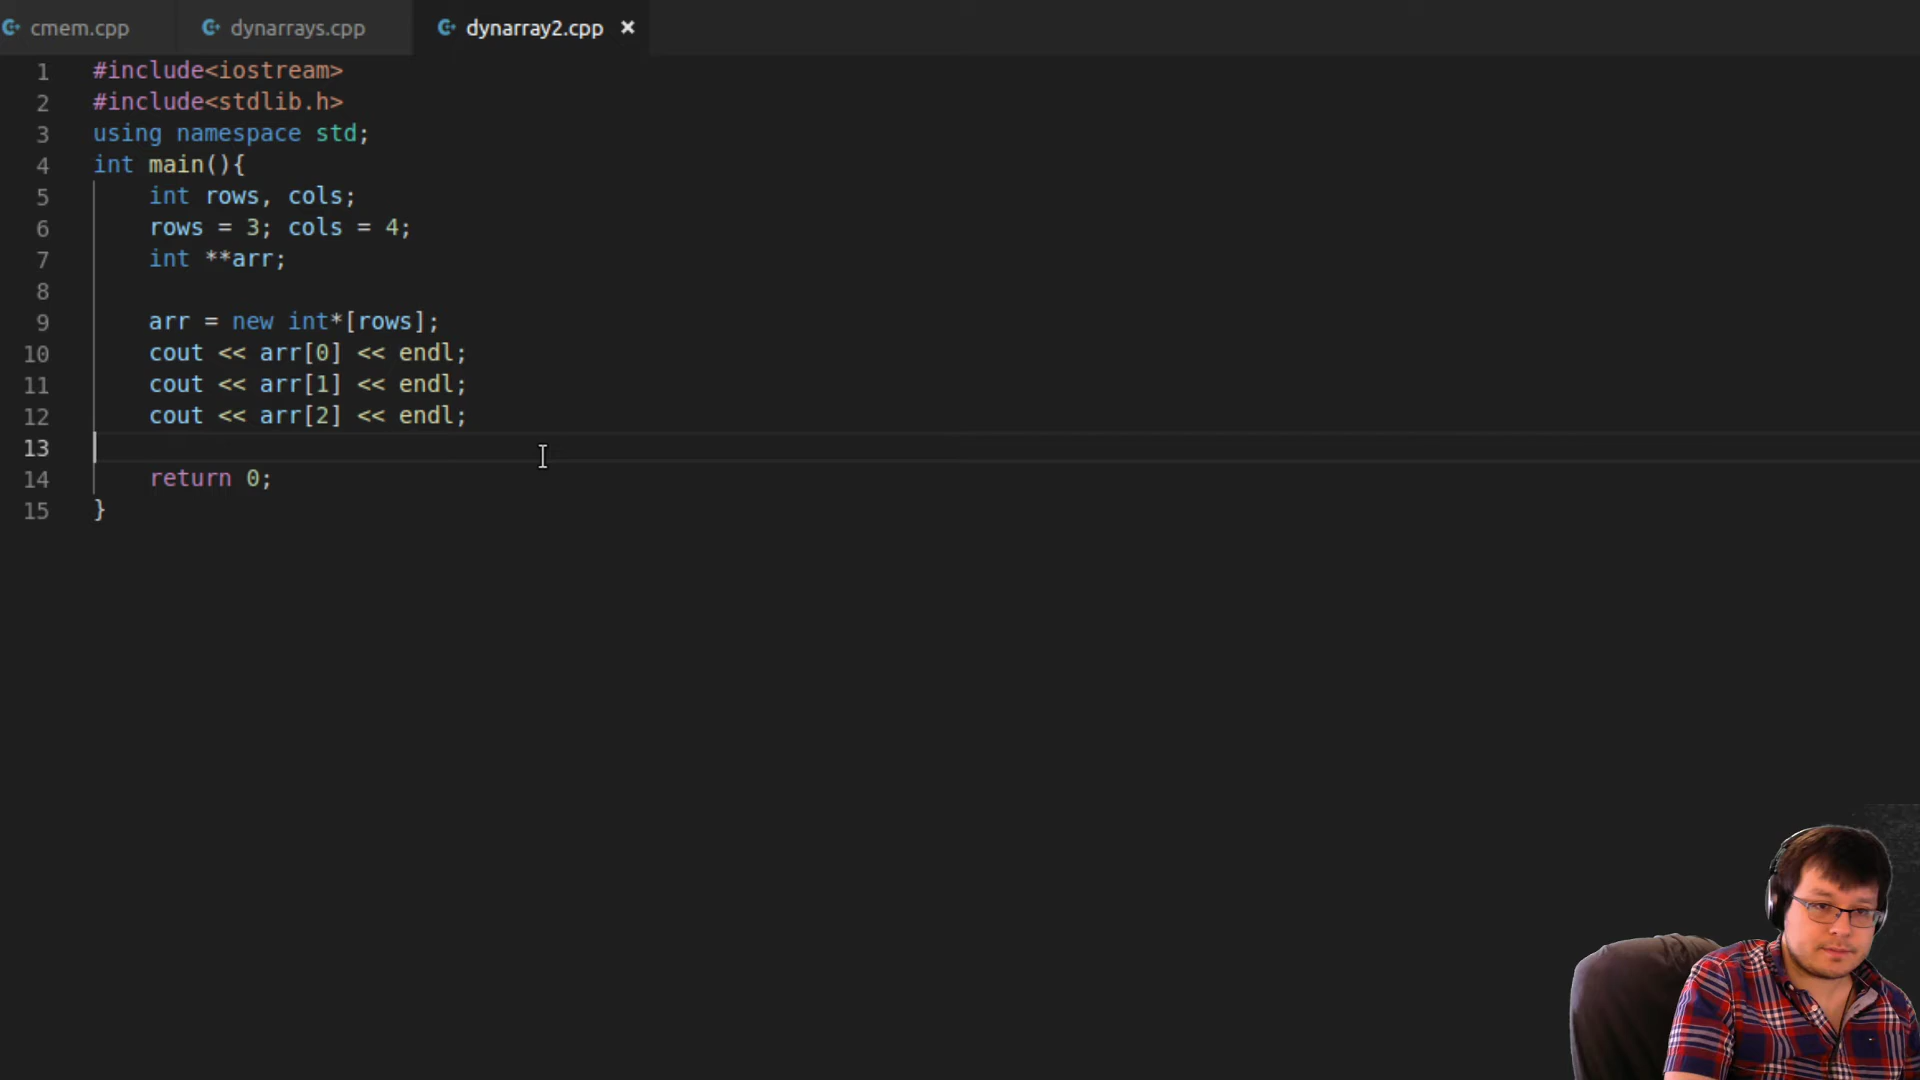 cmem.cpp dynarrays.cpp dynarray2.cpp
1 #include<iostream>
2 #include<stdlib.h>
3 using namespace std;
4 int main(){
5 int rows, cols;
6 rows = 3; cols = 4;
7 int **arr;
8
9 arr = new int*[rows];
10 cout << arr[0] << endl;
11 cout << arr[1] << endl;
12 cout << arr[2] << endl;
13
14 return 0;
15 }